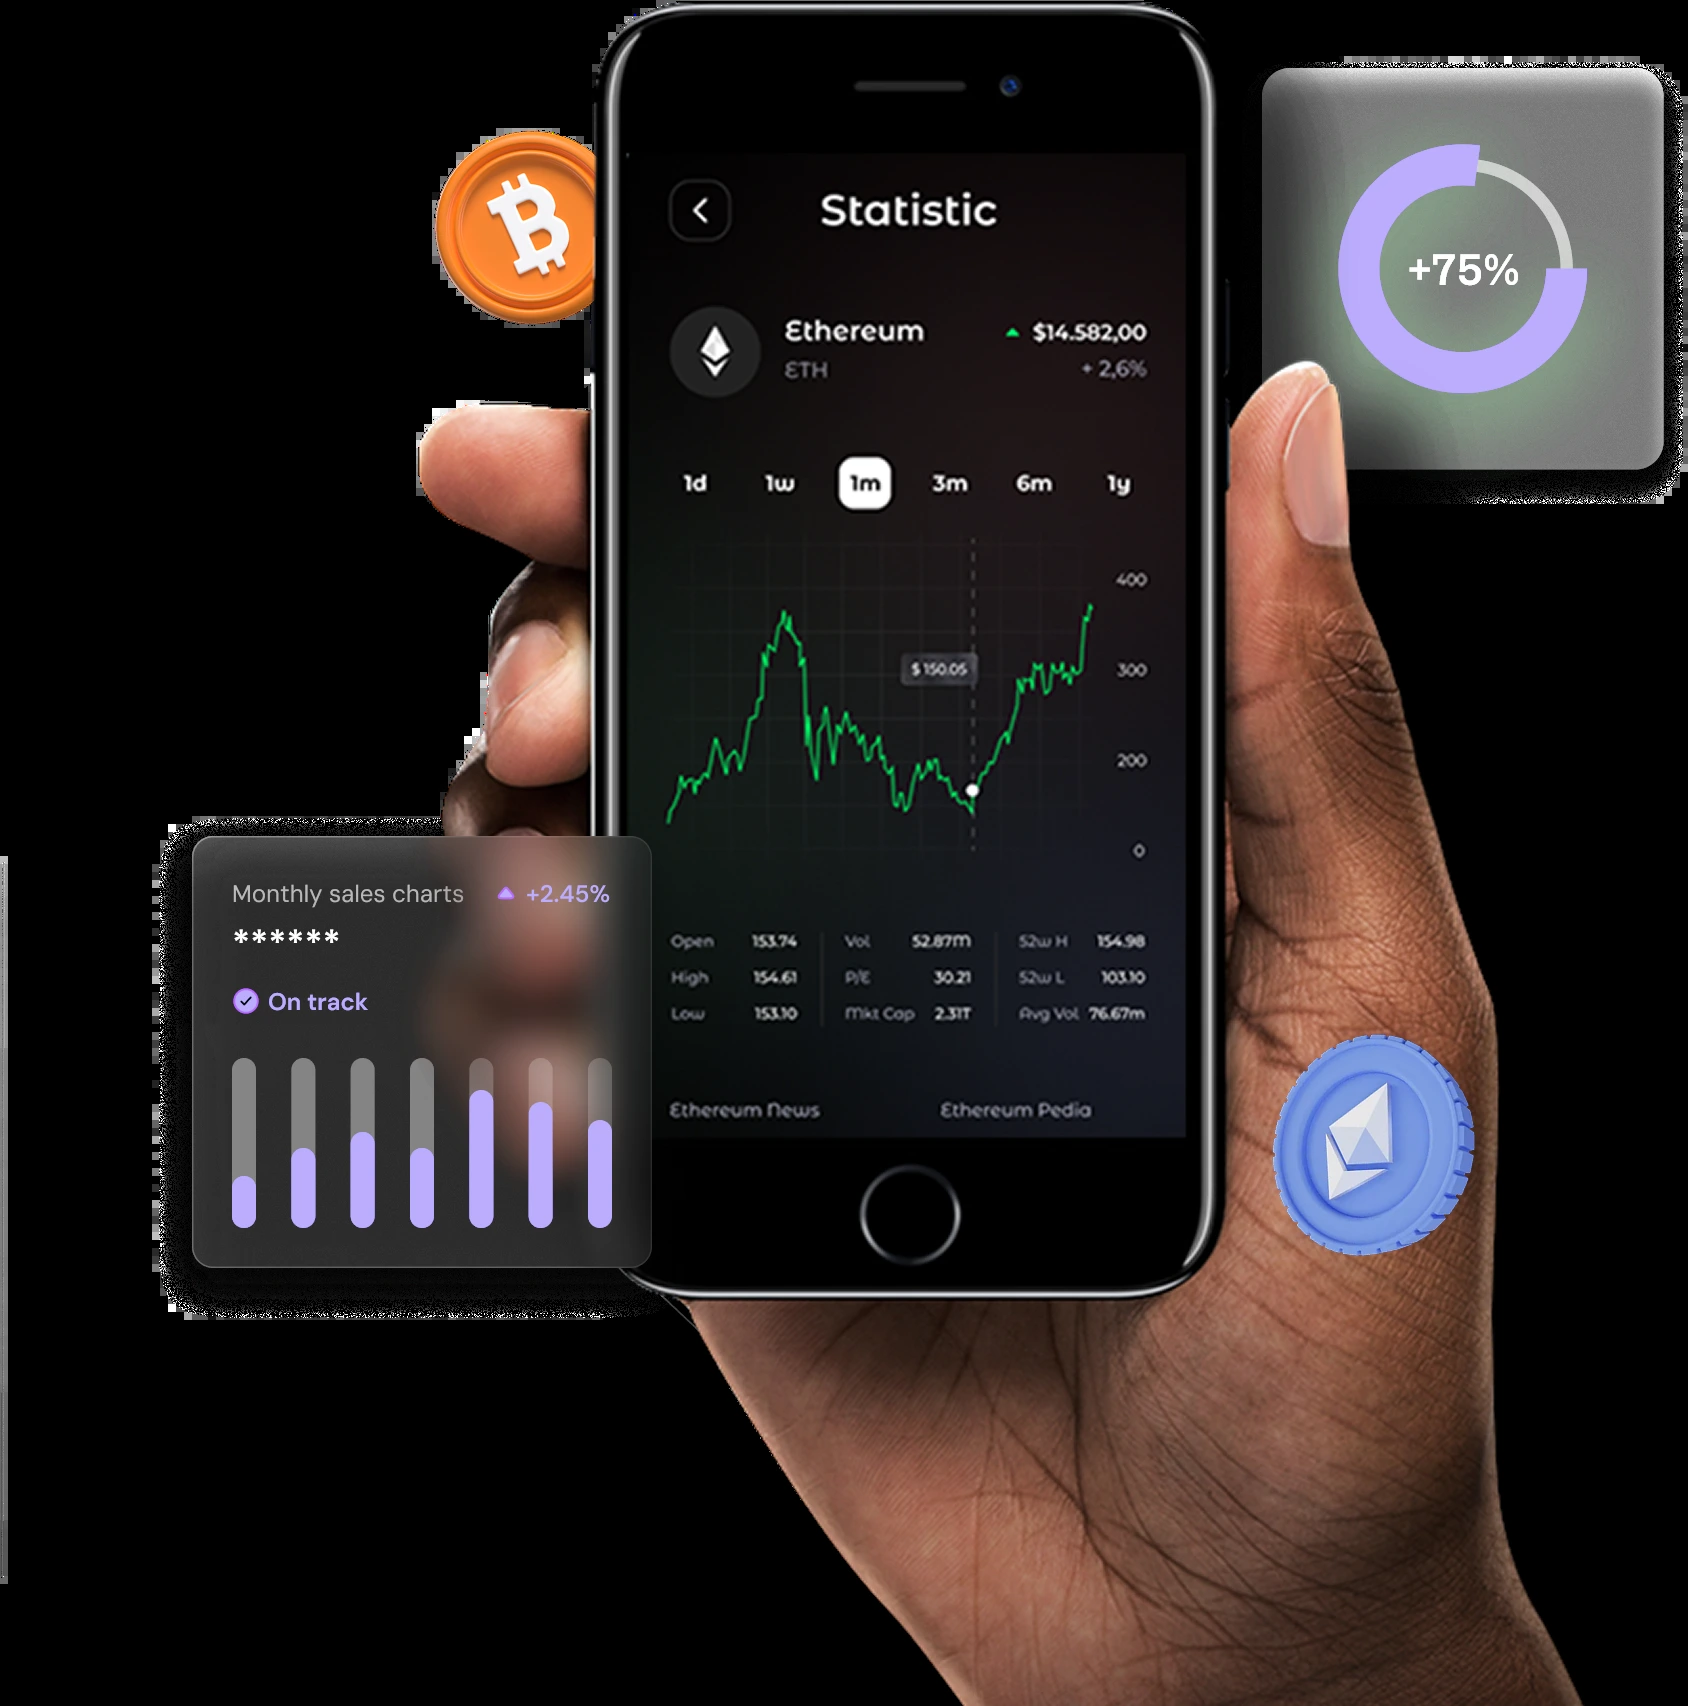 Statistic
Ethereum $14.582,00
ETH + 2,6%
1d 1w 1m 3m 6m 1y
400
$ 150.05
300
200
0
Open 153.74 Vol 52.87M 52w H 154.98
High 154.61 P/E 30.21 52w L 103.10
Low 153.10 Mkt Cap 2.31T Avg Vol 76.67m
Ethereum News Ethereum Pedia
+75%
Monthly sales charts +2.45%
******
On track